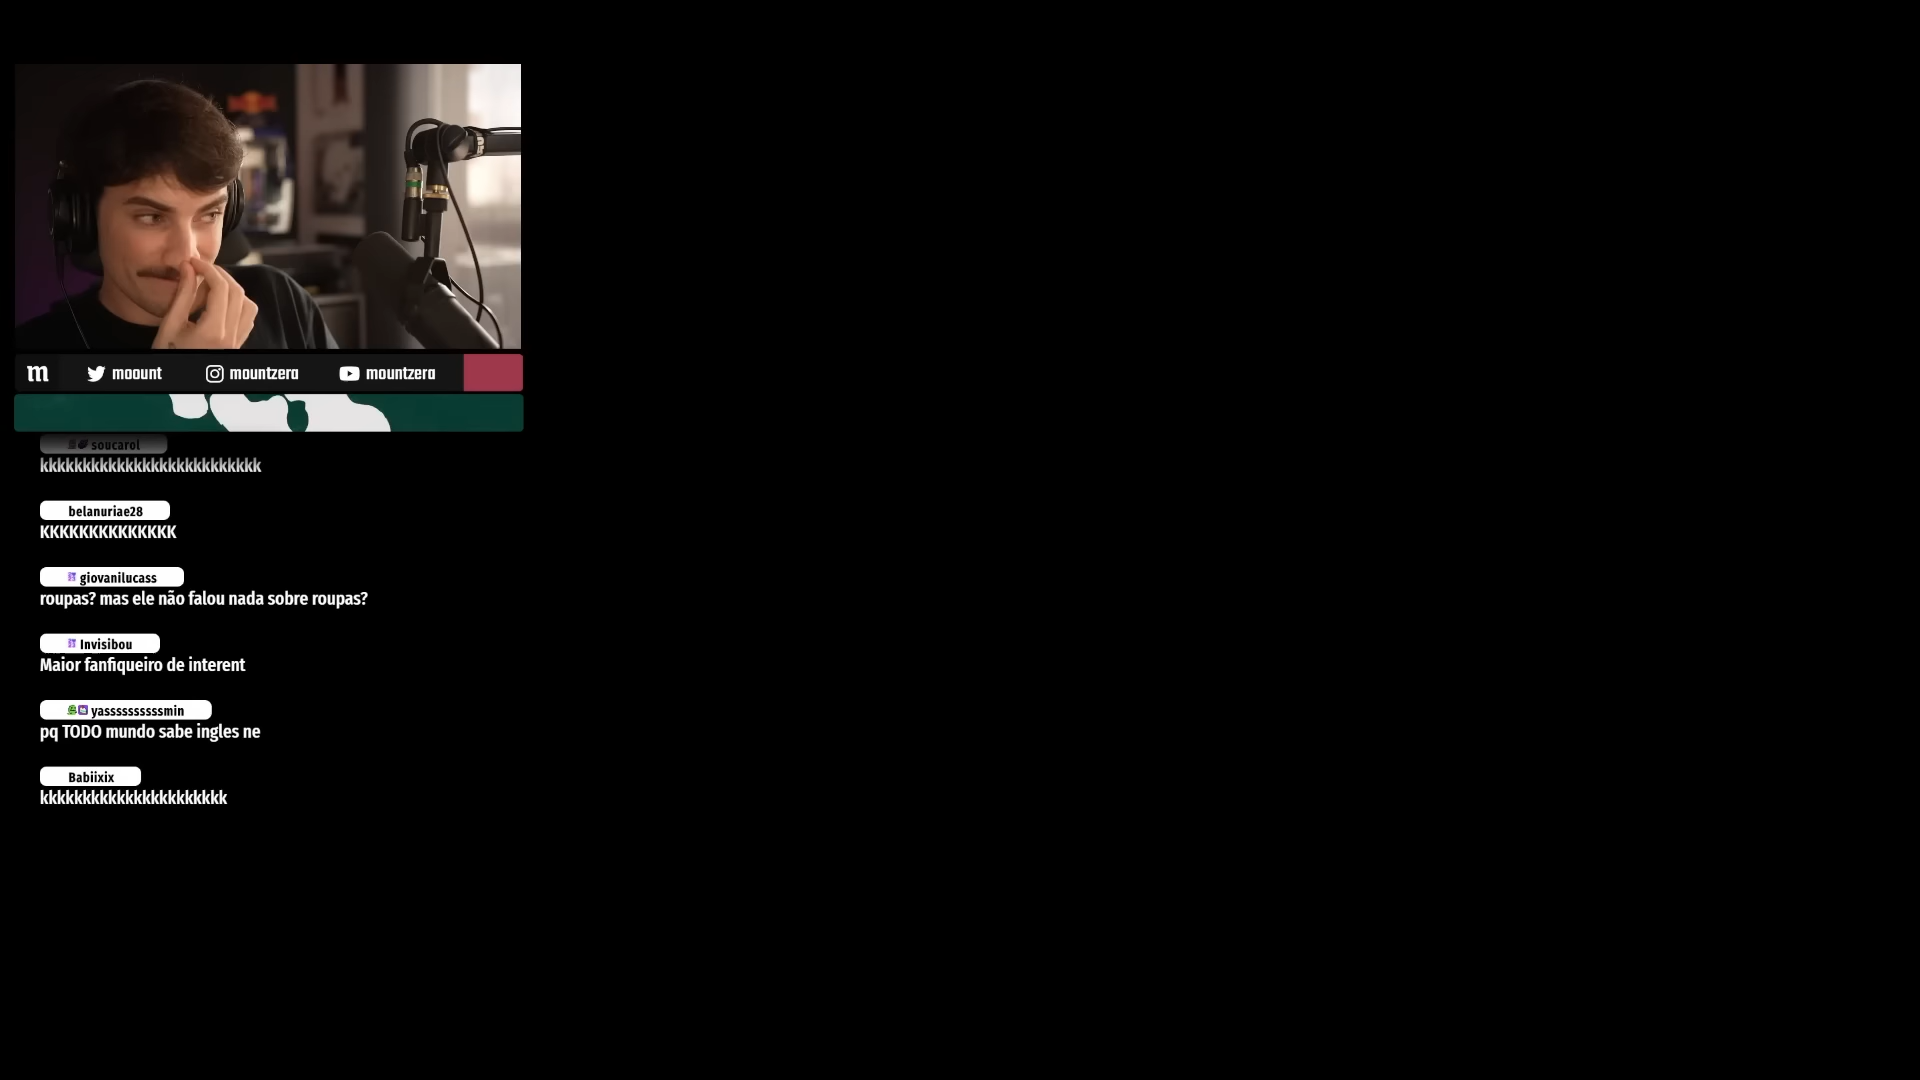 m moount mountzera mountzera
soucarol
kkkkkkkkkkkkkkkkkkkkkkkkkk
belanuriae28
KKKKKKKKKKKKKK
giovanilucass
roupas? mas ele não falou nada sobre roupas?
Invisibou
Maior fanfiqueiro de interent
yasssssssssmin
pq TODO mundo sabe ingles ne
Babiixix
kkkkkkkkkkkkkkkkkkkkkk